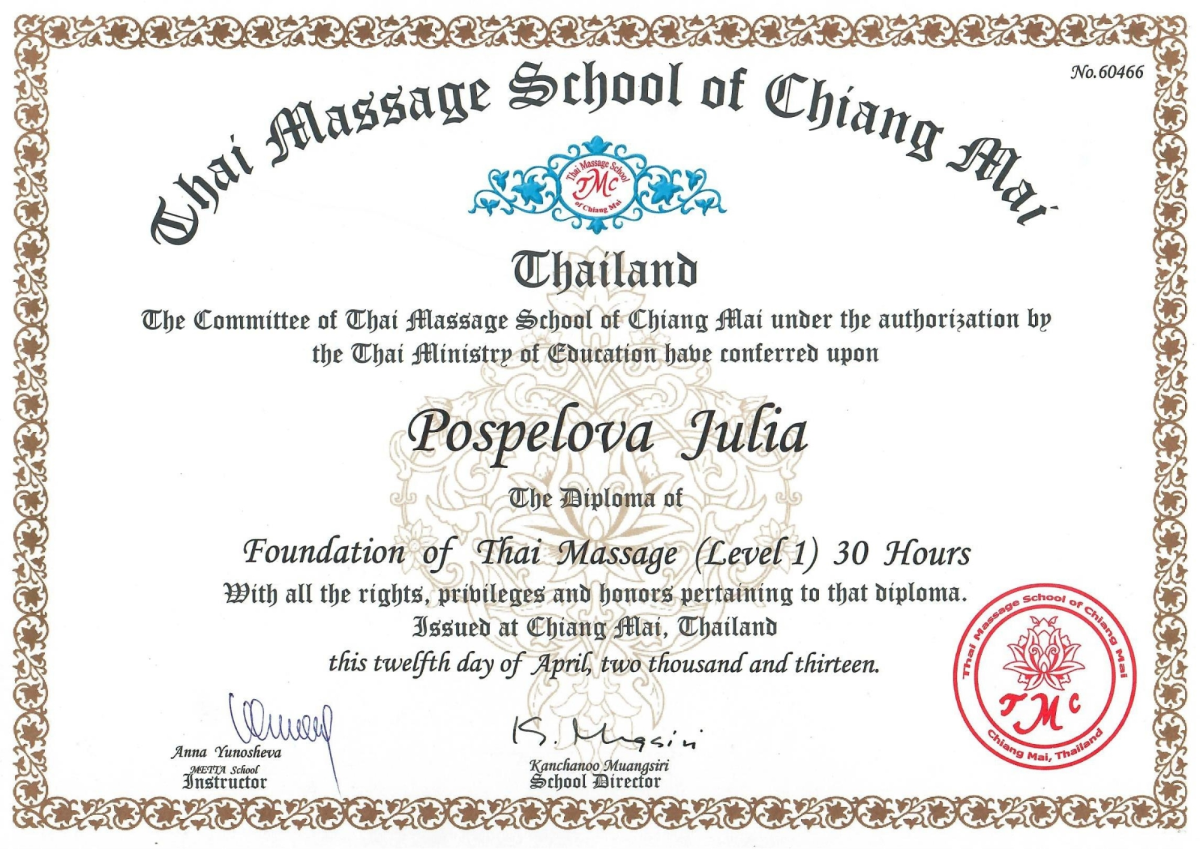 No. 60466
Thai Massage School of Chiang Mai
Thai Massage School
TMC
of Chiang Mai
Thailand
The Committee of Thai Massage School of Chiang Mai under the authorization by
the Thai Ministry of Education have conferred upon
Pospelova Julia
The Diploma of
Foundation of Thai Massage (Level 1) 30 Hours
With all the rights, privileges and honors pertaining to that diploma.
Issued at Chiang Mai, Thailand
this twelfth day of April, two thousand and thirteen.
Thai Massage School of Chiang Mai
TMC
Chiang Mai, Thailand
Anna Yunosheva
METTA School
Instructor
K. Mugsiri
Kanchanoo Muangsiri
School Director